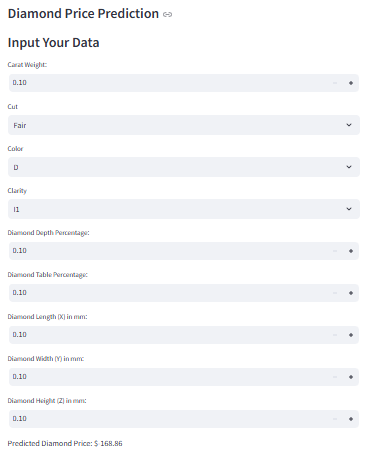 Diamond Price Prediction
Input Your Data
Carat Weight:
0.10
Cut
Fair
Color
D
Clarity
I1
Diamond Depth Percentage:
0.10
Diamond Table Percentage:
0.10
Diamond Length (X) in mm:
0.10
Diamond Width (Y) in mm:
0.10
Diamond Height (Z) in mm:
0.10
Predicted Diamond Price: $ 168.86